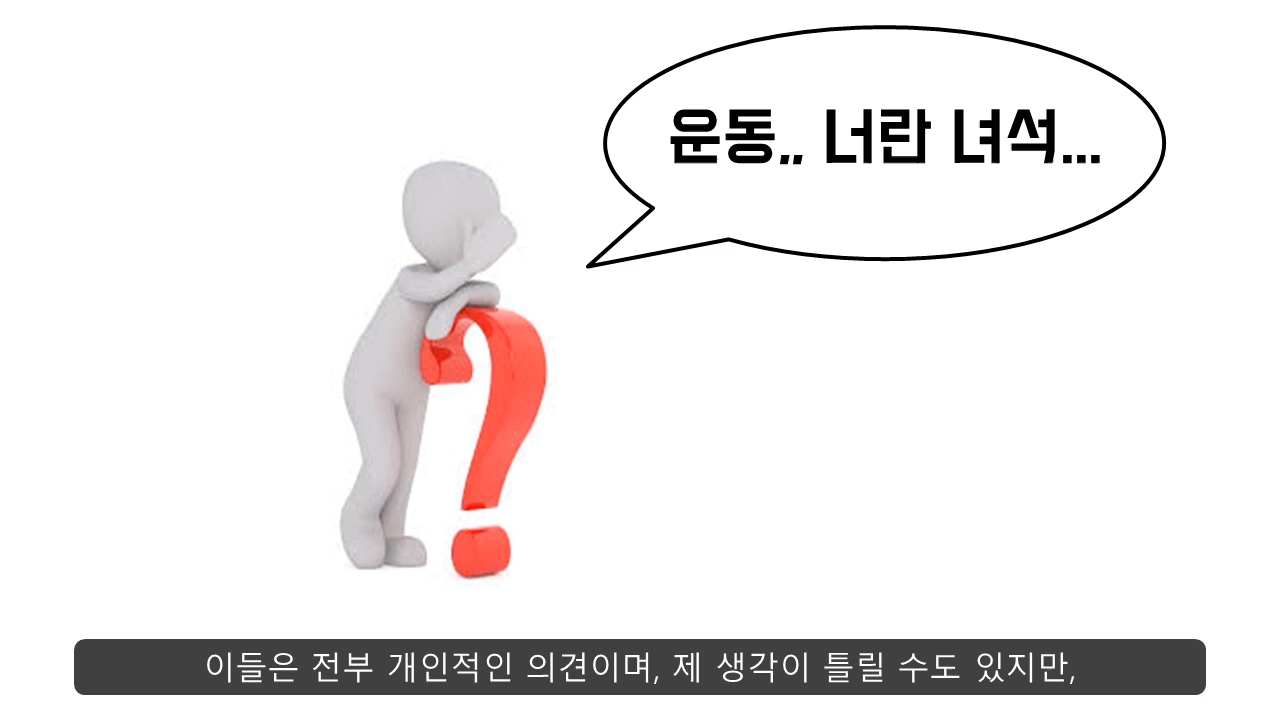 운동,, 너란 녀석...
이들은 전부 개인적인 의견이며, 제 생각이 틀릴 수도 있지만,